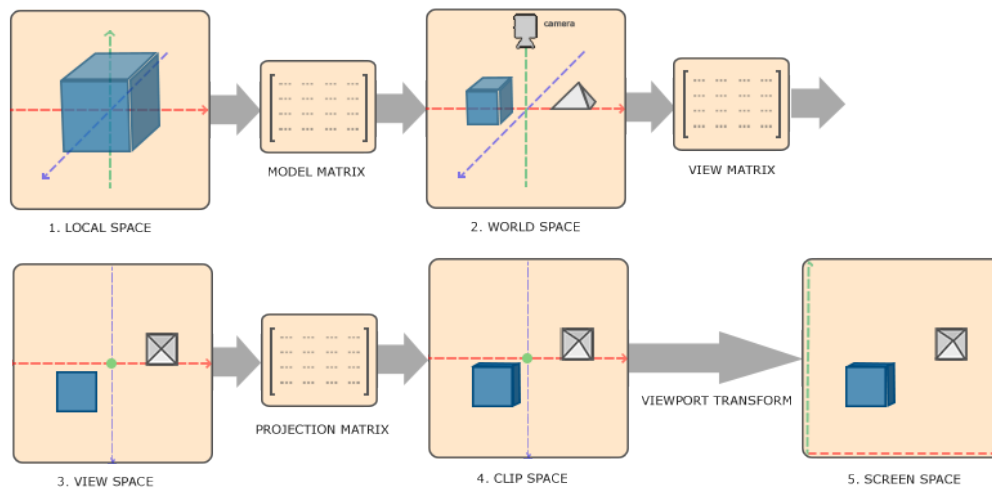 camera
MODEL MATRIX
VIEW MATRIX
1. LOCAL SPACE
2. WORLD SPACE
PROJECTION MATRIX
VIEWPORT TRANSFORM
3. VIEW SPACE
4. CLIP SPACE
5. SCREEN SPACE